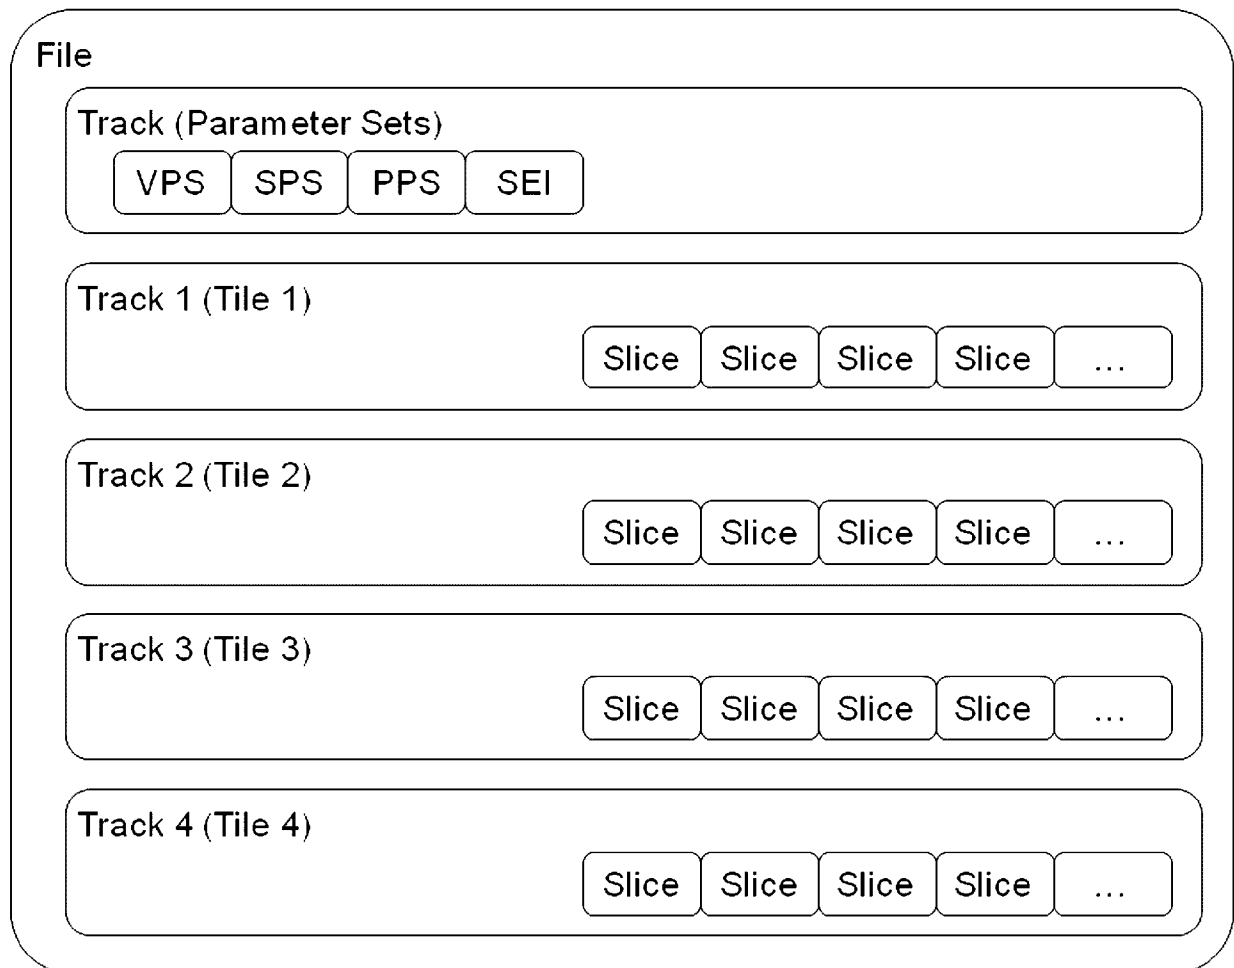 File
Track (Parameter Sets)
VPS SPS PPS SEI
Track 1 (Tile 1)
Slice Slice Slice Slice ...
Track 2 (Tile 2)
Slice Slice Slice Slice ...
Track 3 (Tile 3)
Slice Slice Slice Slice ...
Track 4 (Tile 4)
Slice Slice Slice Slice ...